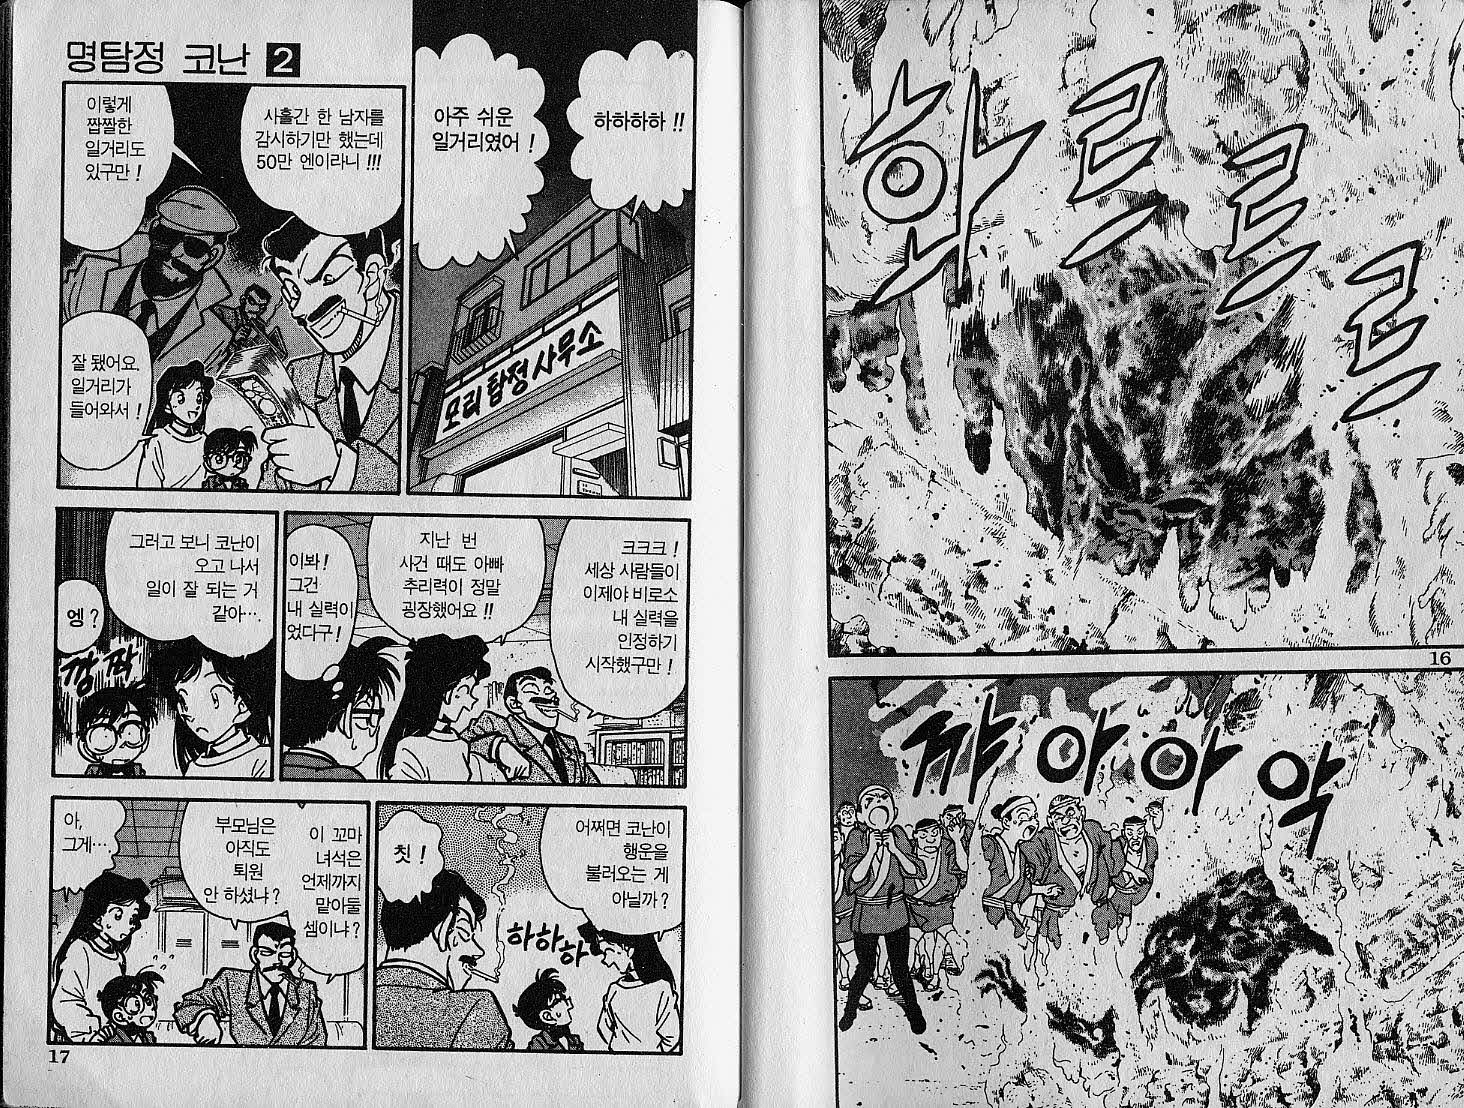 화르르르
16
꺄아아악
명탐정 코난 2
하하하하 !!
아주 쉬운
일거리였어 !
모리 탐정 사무소
사흘간 한 남자를
감시하기만 했는데
50만 엔이라니 !!!
이렇게
짭짤한
일거리도
있구만 !
잘 됐어요.
일거리가
들어와서 !
크크크 !
세상 사람들이
이제야 비로소
내 실력을
인정하기
시작했구만 !
지난 번
사건 때도 아빠
추리력이 정말
굉장했어요 !!
이봐 !
그건
내 실력이
었다구 !
그러고 보니 코난이
오고 나서
일이 잘 되는 거
같아…
엥 ?
깜짝
어쩌면 코난이
행운을
불러오는 게
아닐까 ?
칫 !
하하하
이 꼬마
녀석은
언제까지
맡아둘
셈이냐 ?
부모님은
아직도
퇴원
안 하셨나 ?
아,
그게…
17